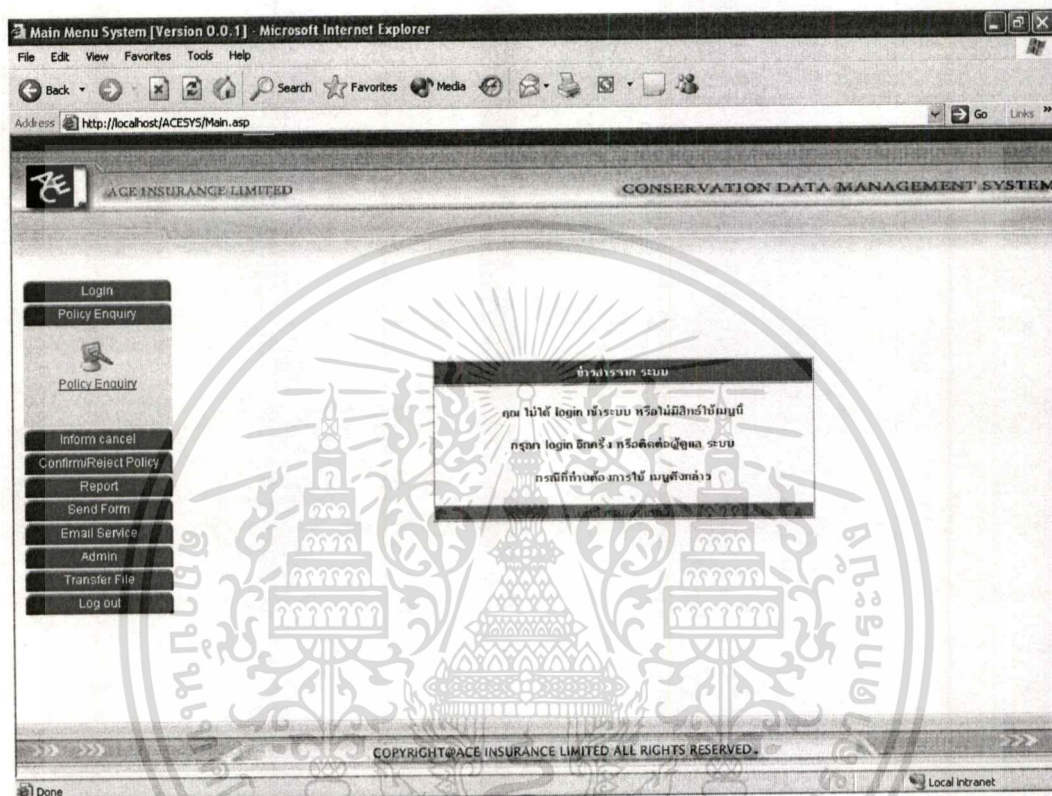 Main Menu System [Version 0.0.1] - Microsoft Internet Explorer
File Edit View Favorites Tools Help
Back Search Favorites Media
Address http://localhost/ACESYS/Main.asp Go Links »
ACE
ACE INSURANCE LIMITED CONSERVATION DATA MANAGEMENT SYSTEM
Login
Policy Enquiry
Policy Enquiry
Inform cancel
Confirm/Reject Policy
Report
Send Form
Email Service
Admin
Transfer File
Log out
ข่าวสารจาก ระบบ
คุณ ไม่ได้ login เข้าระบบ หรือไม่มีสิทธ์ใช้เมนูนี้
กรุณา login อีกครั้ง หรือติดต่อผู้ดูแล ระบบ
กรณีที่ท่านต้องการใช้ เมนูดังกล่าว
COPYRIGHT@ACE INSURANCE LIMITED ALL RIGHTS RESERVED.
Done Local intranet